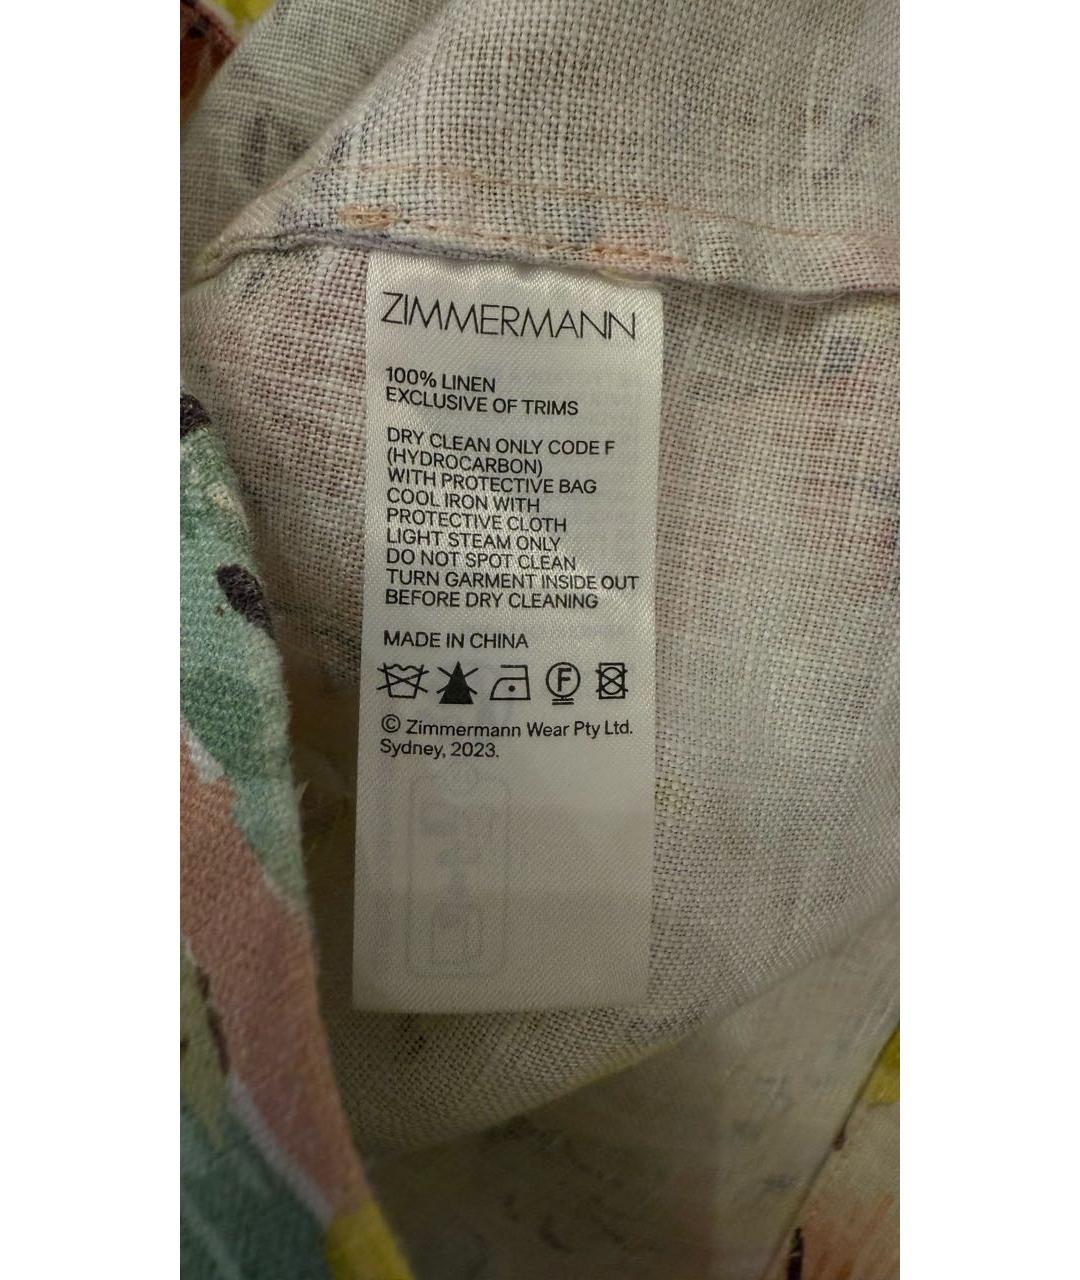 ZIMMERMANN
100% LINEN
EXCLUSIVE OF TRIMS
DRY CLEAN ONLY CODE F
(HYDROCARBON)
WITH PROTECTIVE BAG
COOL IRON WITH
PROTECTIVE CLOTH
LIGHT STEAM ONLY
DO NOT SPOT CLEAN
TURN GARMENT INSIDE OUT
BEFORE DRY CLEANING
MADE IN CHINA
F
© Zimmermann Wear Pty Ltd.
Sydney, 2023.